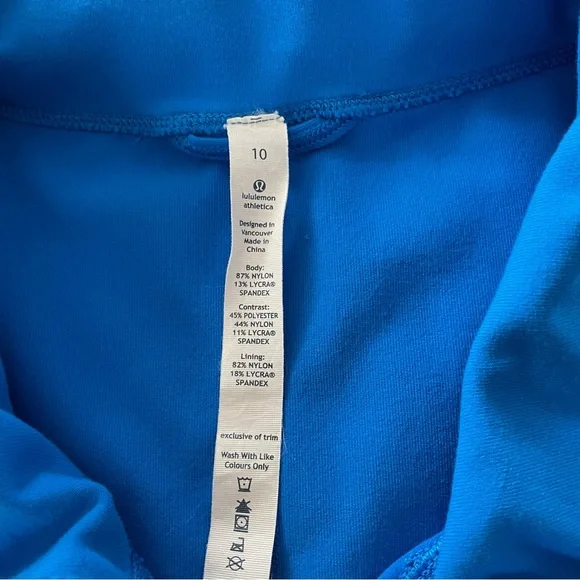 10
lululemon
athletica
Designed in
Vancouver
Made in
China
Body:
87% NYLON
13% LYCRA®
SPANDEX
Contrast:
45% POLYESTER
44% NYLON
11% LYCRA®
SPANDEX
Lining:
82% NYLON
18% LYCRA®
SPANDEX
exclusive of trim
Wash With Like
Colours Only